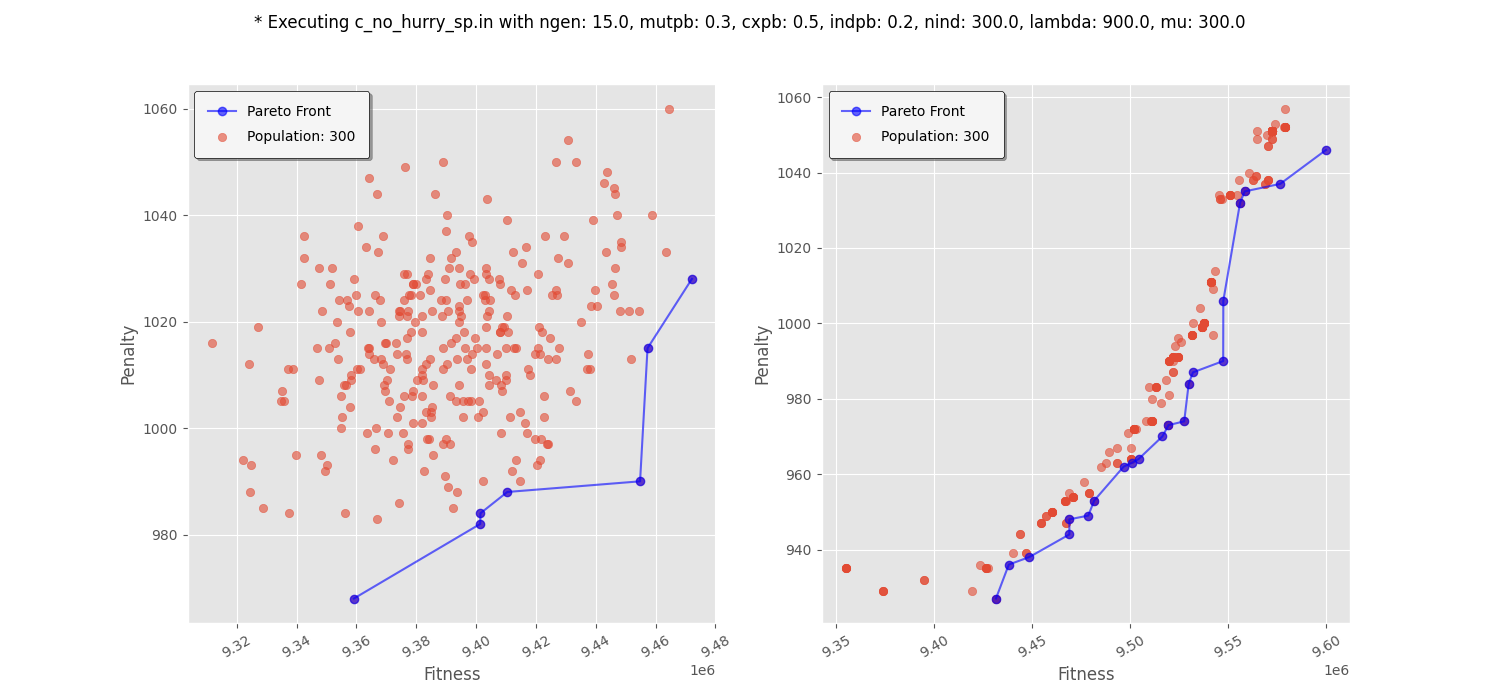 * Executing c_no_hurry_sp.in with ngen: 15.0, mutpb: 0.3, cxpb: 0.5, indpb: 0.2, nind: 300.0, lambda: 900.0, mu: 300.0
Pareto Front
Population: 300
1060
1040
1020
1000
980
Penalty
9.32
9.34
9.36
9.38
9.40
9.42
9.44
9.46
9.48
1e6
Fitness
Pareto Front
Population: 300
1060
1040
1020
1000
980
960
940
Penalty
9.35
9.40
9.45
9.50
9.55
9.60
1e6
Fitness